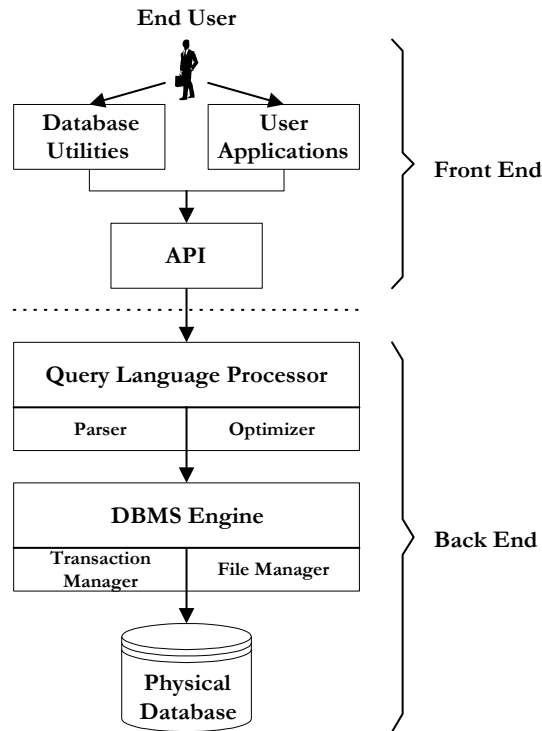 End User
Database
Utilities
User
Applications
Front End
API
Query Language Processor
Parser
Optimizer
DBMS Engine
Back End
Transaction
Manager
File Manager
Physical
Database